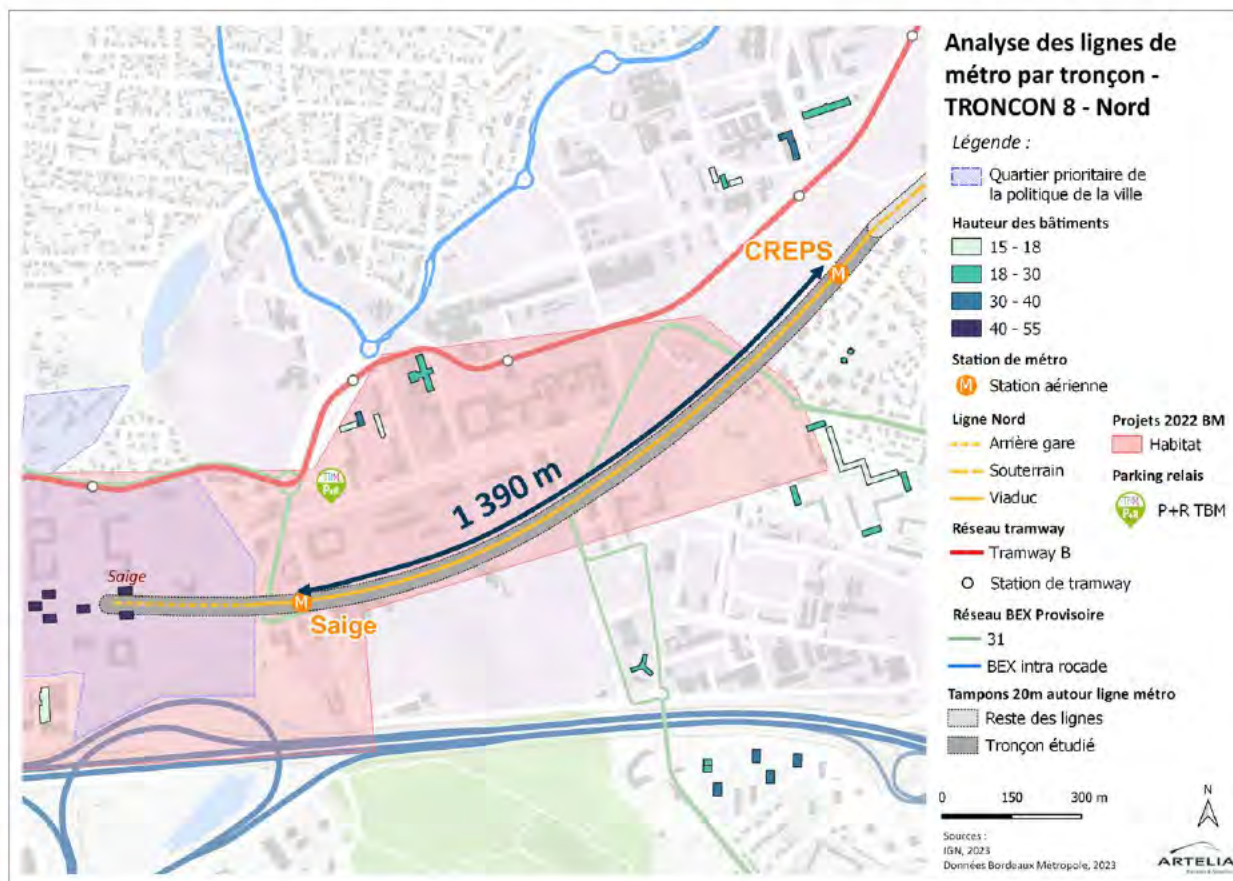 Analyse des lignes de
métro par tronçon -
TRONCON 8 - Nord
Légende :
Quartier prioritaire de
la politique de la ville
Hauteur des bâtiments
15 - 18
18 - 30
30 - 40
40 - 55
Station de métro
M Station aérienne
Ligne Nord
Arrière gare
Souterrain
Viaduc
Projets 2022 BM
Habitat
Parking relais
TBM
P+R
P+R TBM
Réseau tramway
Tramway B
Station de tramway
Réseau BEX Provisoire
31
BEX intra rocade
Tampons 20m autour ligne métro
Reste des lignes
Tronçon étudié
0 150 300 m
N
Sources :
IGN, 2023
Données Bordeaux Métropole, 2023
ARTELIA
CREPS
M
1 390 m
TBM
P+R
Saige
M
Saige